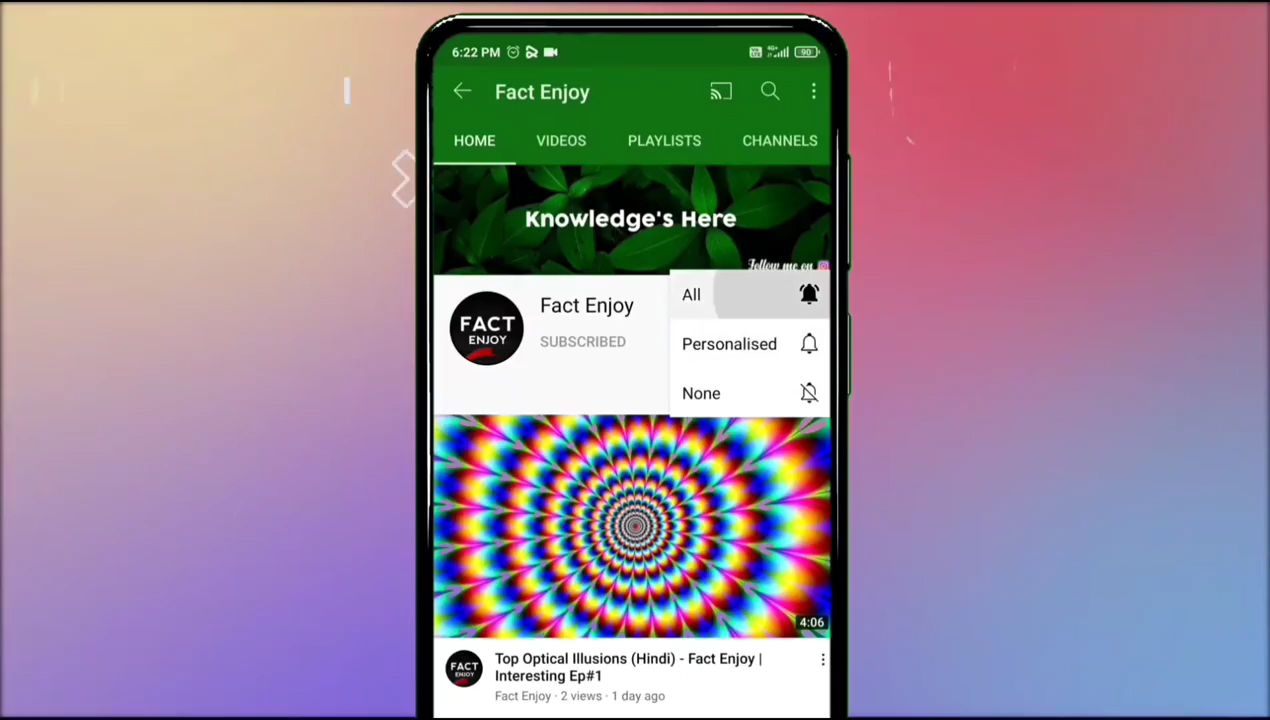 6:22 PM
90
Fact Enjoy
HOME VIDEOS PLAYLISTS CHANNELS
Knowledge's Here
Follow me on
Fact Enjoy
SUBSCRIBED
All
Personalised
None
FACT
ENJOY
4:06
FACT
ENJOY
Top Optical Illusions (Hindi) - Fact Enjoy |
Interesting Ep#1
Fact Enjoy · 2 views · 1 day ago